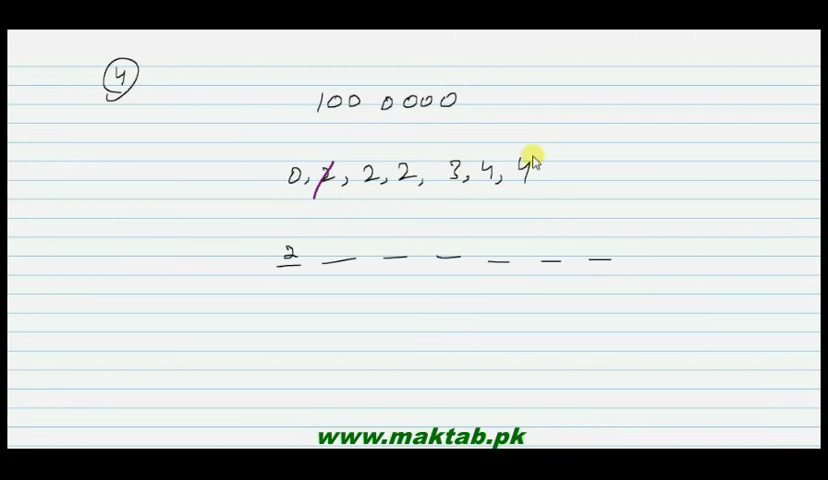 4
100 0000
0, 2, 2, 2, 3, 4, 4
2 _ _ _ _ _ _
www.maktab.pk